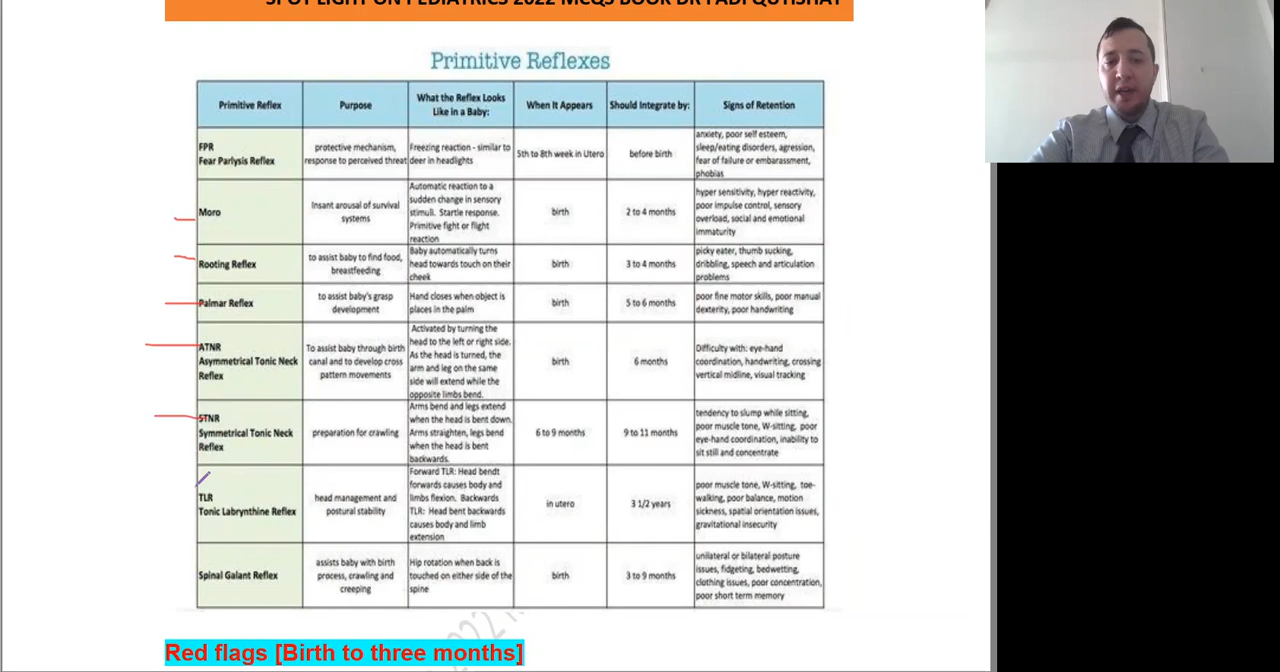 SPOT LIGHT ON PEDIATRICS 2022 MCQS BOOK DR FADI QUTISHAT
Primitive Reflexes
Primitive Reflex
Purpose
What the Reflex Looks
Like in a Baby:
When It Appears
Should Integrate by:
Signs of Retention
FPR
Fear Parlysis Reflex
protective mechanism,
response to perceived threat
Freezing reaction - similar to
deer in headlights
5th to 8th week in Utero
before birth
anxiety, poor self esteem,
sleep/eating disorders, agression,
fear of failure or embarassment,
phobias
Moro
Insant arousal of survival
systems
Automatic reaction to a
sudden change in sensory
stimuli. Startle response.
Primitive fight or flight
reaction
birth
2 to 4 months
hyper sensitivity, hyper reactivity,
poor impulse control, sensory
overload, social and emotional
immaturity
Rooting Reflex
to assist baby to find food,
breastfeeding
Baby automatically turns
head towards touch on their
cheek
birth
3 to 4 months
picky eater, thumb sucking,
dribbling, speech and articulation
problems
Palmar Reflex
to assist baby's grasp
development
Hand closes when object is
places in the palm
birth
5 to 6 months
poor fine motor skills, poor manual
dexterity, poor handwriting
ATNR
Asymmetrical Tonic Neck
Reflex
To assist baby through birth
canal and to develop cross
pattern movements
Activated by turning the
head to the left or right side.
As the head is turned, the
arm and leg on the same
side will extend while the
opposite limbs bend.
birth
6 months
Difficulty with: eye-hand
coordination, handwriting, crossing
vertical midline, visual tracking
STNR
Symmetrical Tonic Neck
Reflex
preparation for crawling
Arms bend and legs extend
when the head is bent down.
Arms straighten, legs bend
when the head is bent
backwards.
6 to 9 months
9 to 11 months
tendency to slump while sitting,
poor muscle tone, W-sitting, poor
eye-hand coordination, inability to
sit still and concentrate
TLR
Tonic Labrynthine Reflex
head management and
postural stability
Forward TLR: Head bendt
forwards causes body and
limbs flexion. Backwards
TLR: Head bent backwards
causes body and limb
extension
in utero
3 1/2 years
poor muscle tone, W-sitting, toe-
walking, poor balance, motion
sickness, spatial orientation issues,
gravitational insecurity
Spinal Galant Reflex
assists baby with birth
process, crawling and
creeping
Hip rotation when back is
touched on either side of the
spine
birth
3 to 9 months
unilateral or bilateral posture
issues, fidgeting, bedwetting,
clothing issues, poor concentration,
poor short term memory
2022
Red flags [Birth to three months]